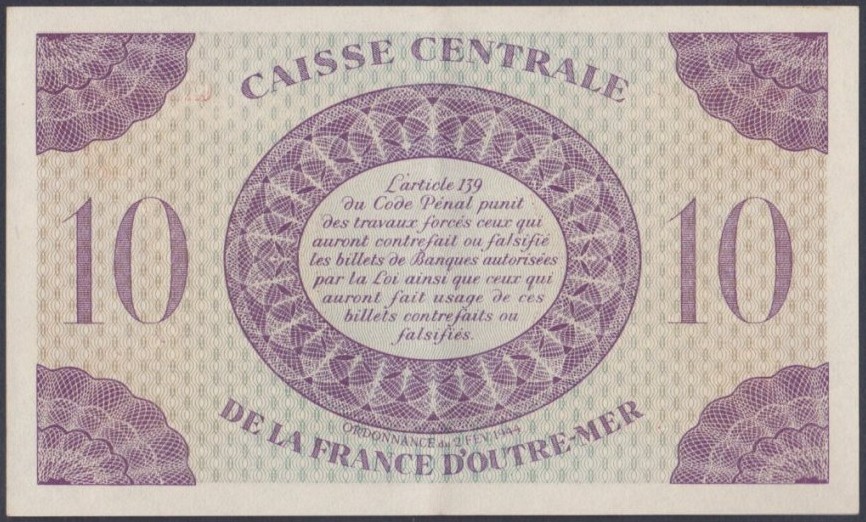 CAISSE CENTRALE
10
L'article 139
du Code Pénal punit
des travaux forcés ceux qui
auront contrefait ou falsifié
les billets de Banques autorisées
par la Loi ainsi que ceux qui
auront fait usage de ces
billets contrefaits ou
falsifiés.
10
ORDONNANCE du 2 FEV. 1944
DE LA FRANCE D'OUTRE-MER